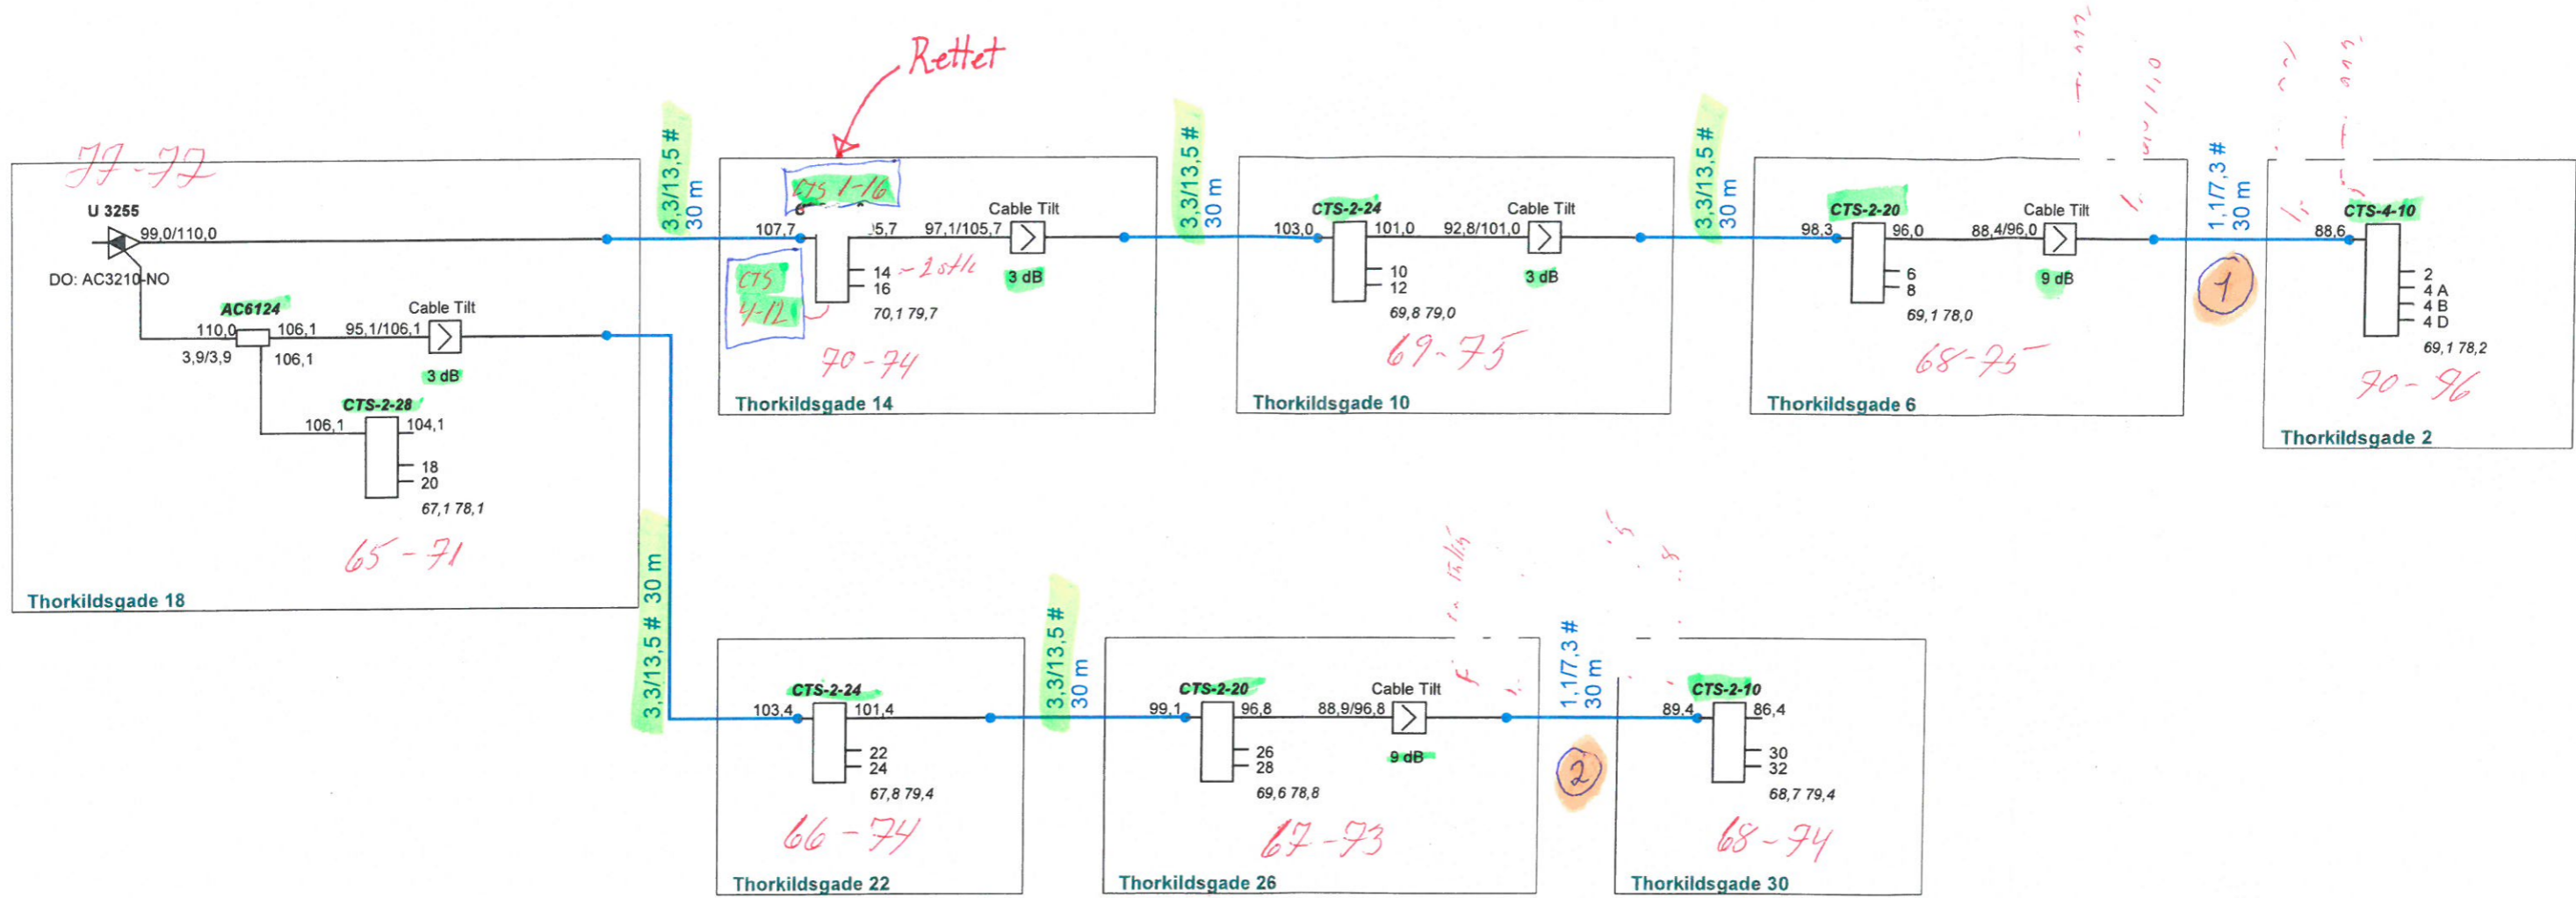 Rettet
77-77
U 3255
99,0/110,0
DO: AC3210-NO
AC6124
110,0
106,1
95,1/106,1
Cable Tilt
3,9/3,9
106,1
3 dB
CTS-2-28
106,1
104,1
18
20
67,1 78,1
65-71
Thorkildsgade 18
3,3/13,5 #
30 m
CTS 1-16
107,7
97,1/105,7
Cable Tilt
3 dB
CTS
4-12
14
16
70,1 79,7
70-74
Thorkildsgade 14
3,3/13,5 #
30 m
CTS-2-24
103,0
101,0
92,8/101,0
Cable Tilt
3 dB
10
12
69,8 79,0
69-75
Thorkildsgade 10
3,3/13,5 #
30 m
CTS-2-20
98,3
96,0
88,4/96,0
Cable Tilt
9 dB
6
8
69,1 78,0
68-75
Thorkildsgade 6
1,1/7,3 #
30 m
1
CTS-4-10
88,6
2
4 A
4 B
4 D
69,1 78,2
70-96
Thorkildsgade 2
3,3/13,5 # 30 m
CTS-2-24
103,4
101,4
22
24
67,8 79,4
66-74
Thorkildsgade 22
3,3/13,5 #
30 m
CTS-2-20
99,1
96,8
88,9/96,8
Cable Tilt
9 dB
26
28
69,6 78,8
67-73
Thorkildsgade 26
1,1/7,3 #
30 m
2
CTS-2-10
89,4
86,4
30
32
68,7 79,4
68-74
Thorkildsgade 30